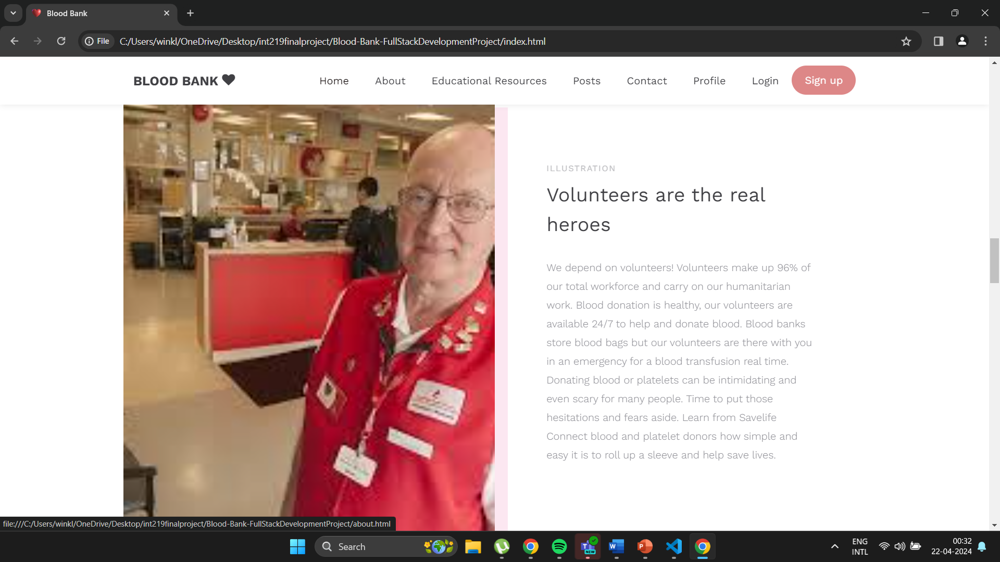 Blood Bank
File
C:/Users/winkl/OneDrive/Desktop/int219finalproject/Blood-Bank-FullStackDevelopmentProject/index.html
BLOOD BANK
Home
About
Educational Resources
Posts
Contact
Profile
Login
Sign up
ILLUSTRATION
Volunteers are the real
heroes
We depend on volunteers! Volunteers make up 96% of
our total workforce and carry on our humanitarian
work. Blood donation is healthy, our volunteers are
available 24/7 to help and donate blood. Blood banks
store blood bags but our volunteers are there with you
in an emergency for a blood transfusion real time.
Donating blood or platelets can be intimidating and
even scary for many people. Time to put those
hesitations and fears aside. Learn from Savelife
Connect blood and platelet donors how simple and
easy it is to roll up a sleeve and help save lives.
file:///C:/Users/winkl/OneDrive/Desktop/int219finalproject/Blood-Bank-FullStackDevelopmentProject/about.html
Search
T
NEW
W
P
ENG
INTL
00:32
22-04-2024